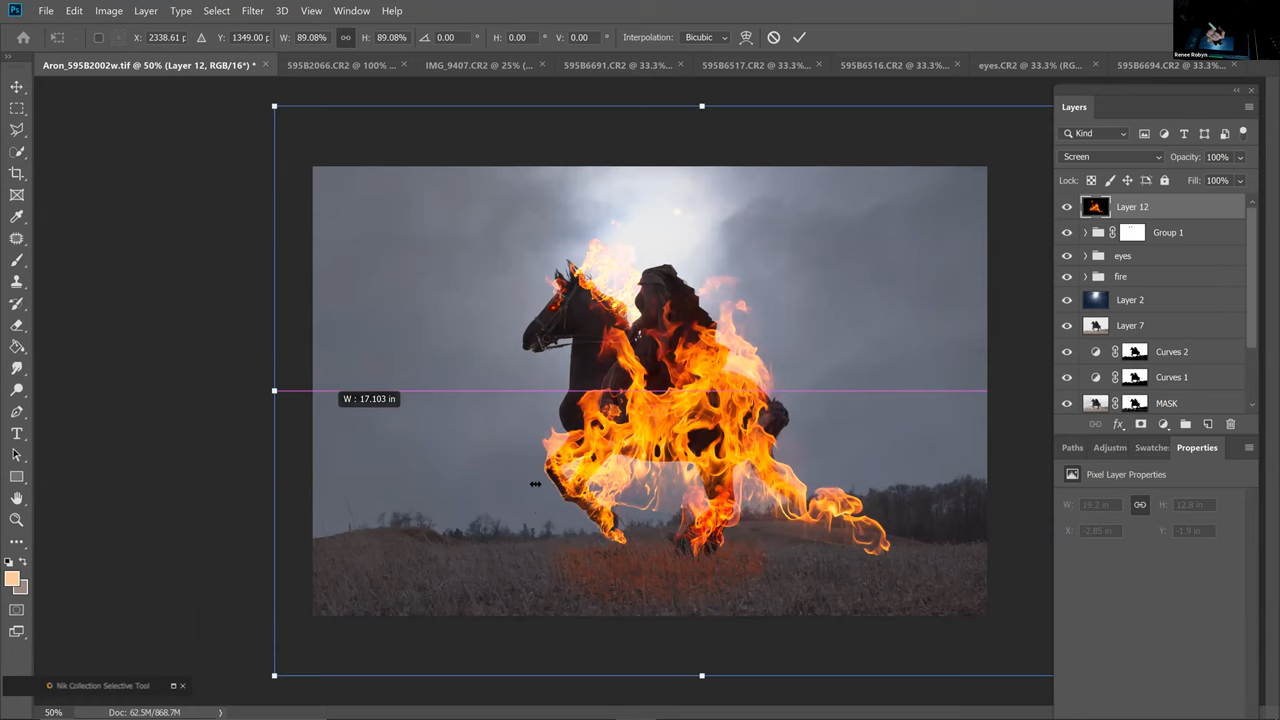 Ps File Edit Image Layer Type Select Filter 3D View Window Help
X: 2338.61 p Y: 1349.00 p W: 89.08% H: 89.08% 0.00 H: 0.00 V: 0.00 Interpolation: Bicubic
Renee Robyn
Aron_595B2002w.tif @ 50% (Layer 12, RGB/16*) * 595B2066.CR2 @ 100% ... IMG_9407.CR2 @ 25% (... 595B6691.CR2 @ 33.3%... 595B6517.CR2 @ 33.3%... 595B6516.CR2 @ 33.3%... eyes.CR2 @ 33.3% (RG... 595B6694.CR2 @ 33.3%...
Layers
Kind
Screen Opacity: 100%
Lock: Fill: 100%
Layer 12
Group 1
eyes
fire
Layer 2
Layer 7
Curves 2
Curves 1
MASK
fx
W : 17.103 in
Paths Adjustm Swatche Properties
Pixel Layer Properties
W: 19.2 in H: 12.8 in
X: -2.85 in Y: -1.9 in
Nik Collection Selective Tool
50% Doc: 62.5M/868.7M